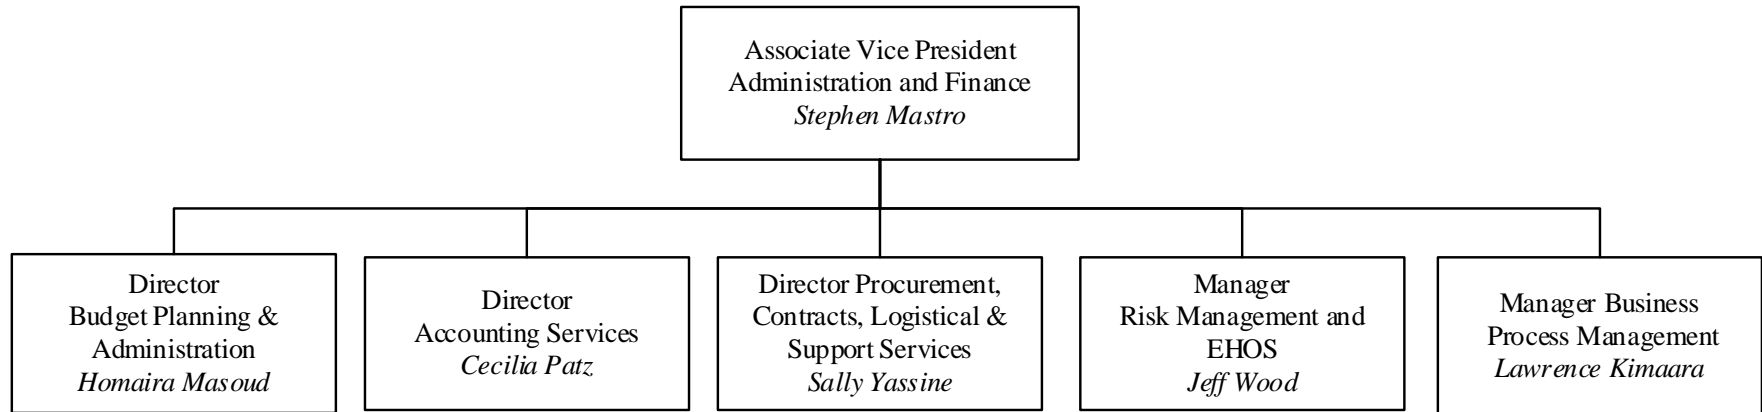 Associate Vice President
Administration and Finance
Stephen Mastro
Director
Budget Planning &
Administration
Homaira Masoud
Director
Accounting Services
Cecilia Patz
Director Procurement,
Contracts, Logistical &
Support Services
Sally Yassine
Manager
Risk Management and
EHOS
Jeff Wood
Manager Business
Process Management
Lawrence Kimaara